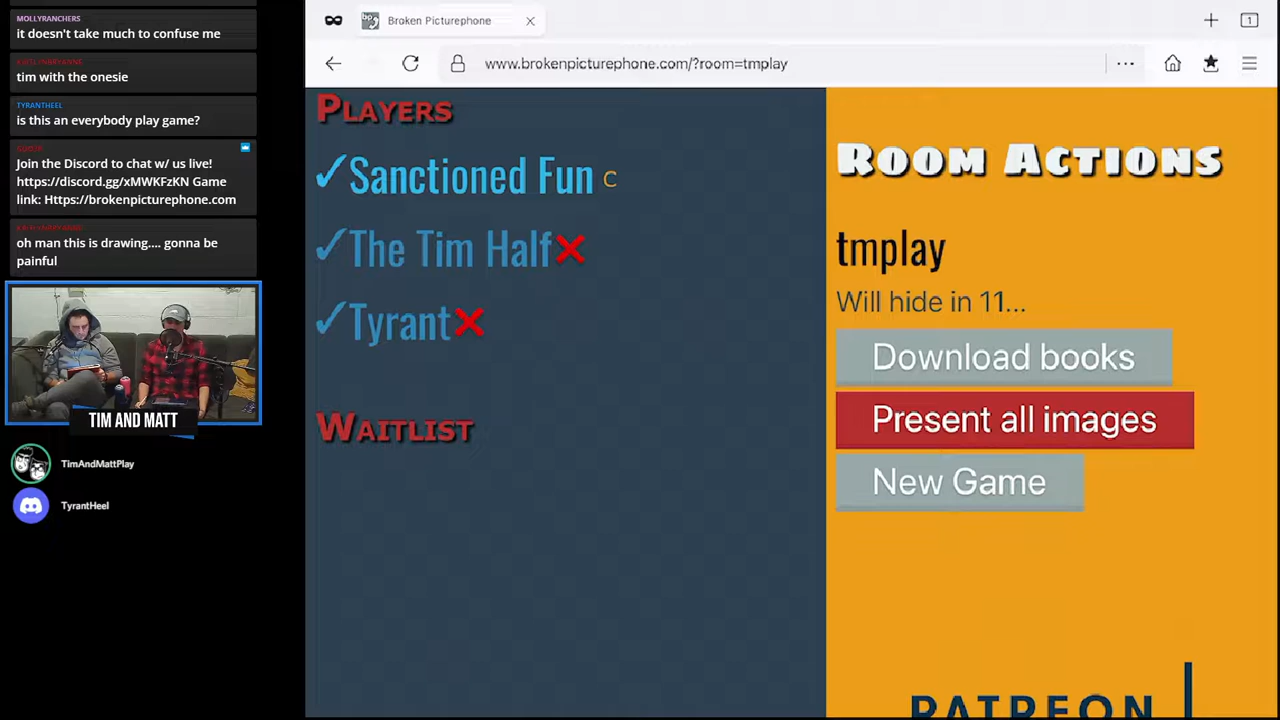 MOLLYRANCHERS
it doesn't take much to confuse me
tim with the onesie
TYRANTHEEL
is this an everybody play game?
Join the Discord to chat w/ us live!
https://discord.gg/xMWKFzKN Game
link: Https://brokenpicturephone.com
oh man this is drawing.... gonna be
painful
TIM AND MATT
TimAndMattPlay
TyrantHeel
Broken Picturephone
1
www.brokenpicturephone.com/?room=tmplay
PLAYERS
✓Sanctioned Fun C
✓The Tim Half❌
✓Tyrant❌
WAITLIST
ROOM ACTIONS
tmplay
Will hide in 11...
Download books
Present all images
New Game
PATREON